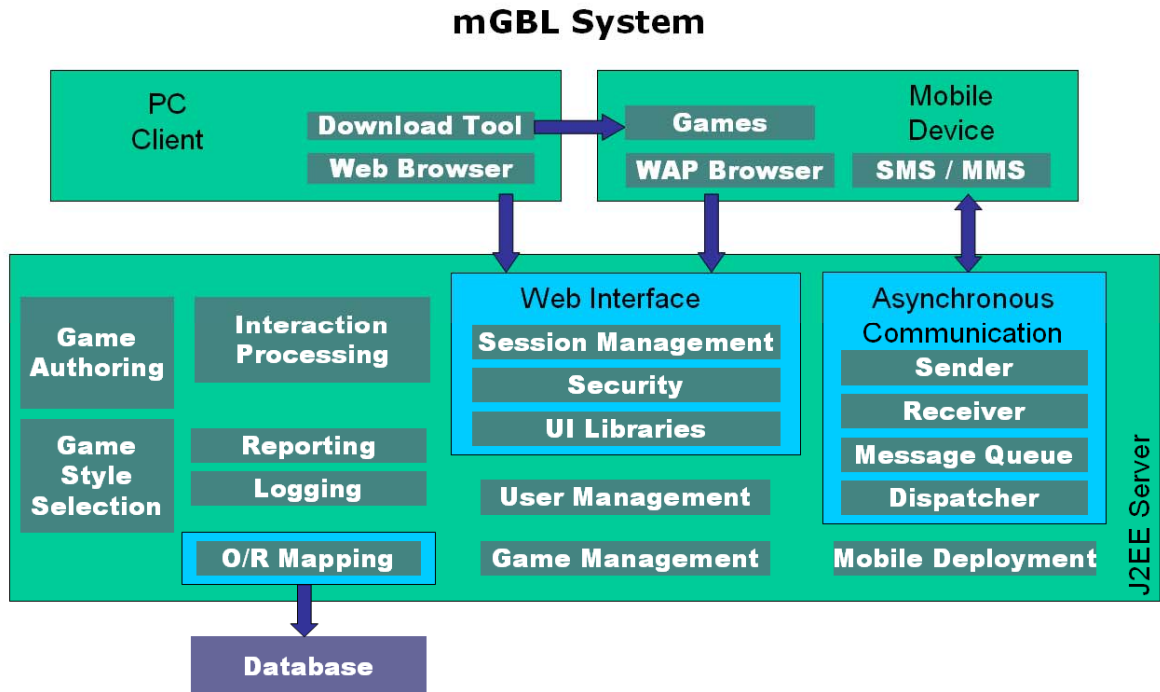 mGBL System
PC
Client
Download Tool
Web Browser
Mobile
Device
Games
WAP Browser
SMS / MMS
Game
Authoring
Interaction
Processing
Web Interface
Session Management
Security
UI Libraries
Asynchronous
Communication
Sender
Receiver
Message Queue
Dispatcher
Game
Style
Selection
Reporting
Logging
User Management
O/R Mapping
Game Management
Mobile Deployment
J2EE Server
Database